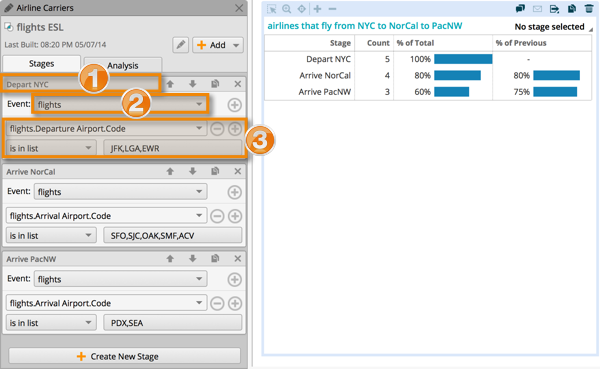 Airline Carriers
flights ESL
Last Built: 08:20 PM 05/07/14
Add
Stages Analysis
Depart NYC
1
Event: flights
2
flights.Departure Airport.Code
is in list JFK,LGA,EWR
3
Arrive NorCal
Event: flights
flights.Arrival Airport.Code
is in list SFO,SJC,OAK,SMF,ACV
Arrive PacNW
Event: flights
flights.Arrival Airport.Code
is in list PDX,SEA
Create New Stage
airlines that fly from NYC to NorCal to PacNW No stage selected
Stage Count % of Total % of Previous
Depart NYC 5 100% -
Arrive NorCal 4 80% 80%
Arrive PacNW 3 60% 75%